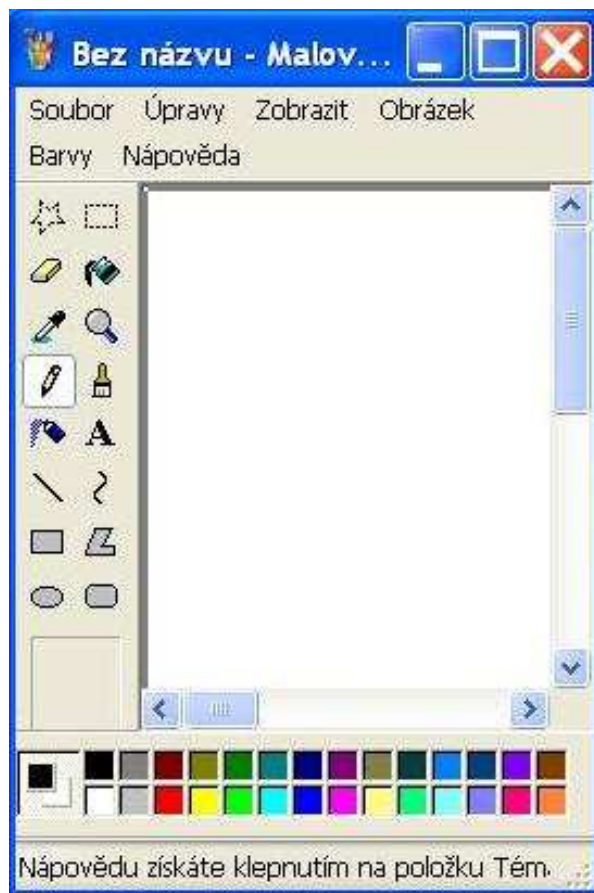 Bez názvu - Malov...
Soubor Úpravy Zobrazit Obrázek
Barvy Nápověda
A
Nápovědu získáte klepnutím na položku Tém.